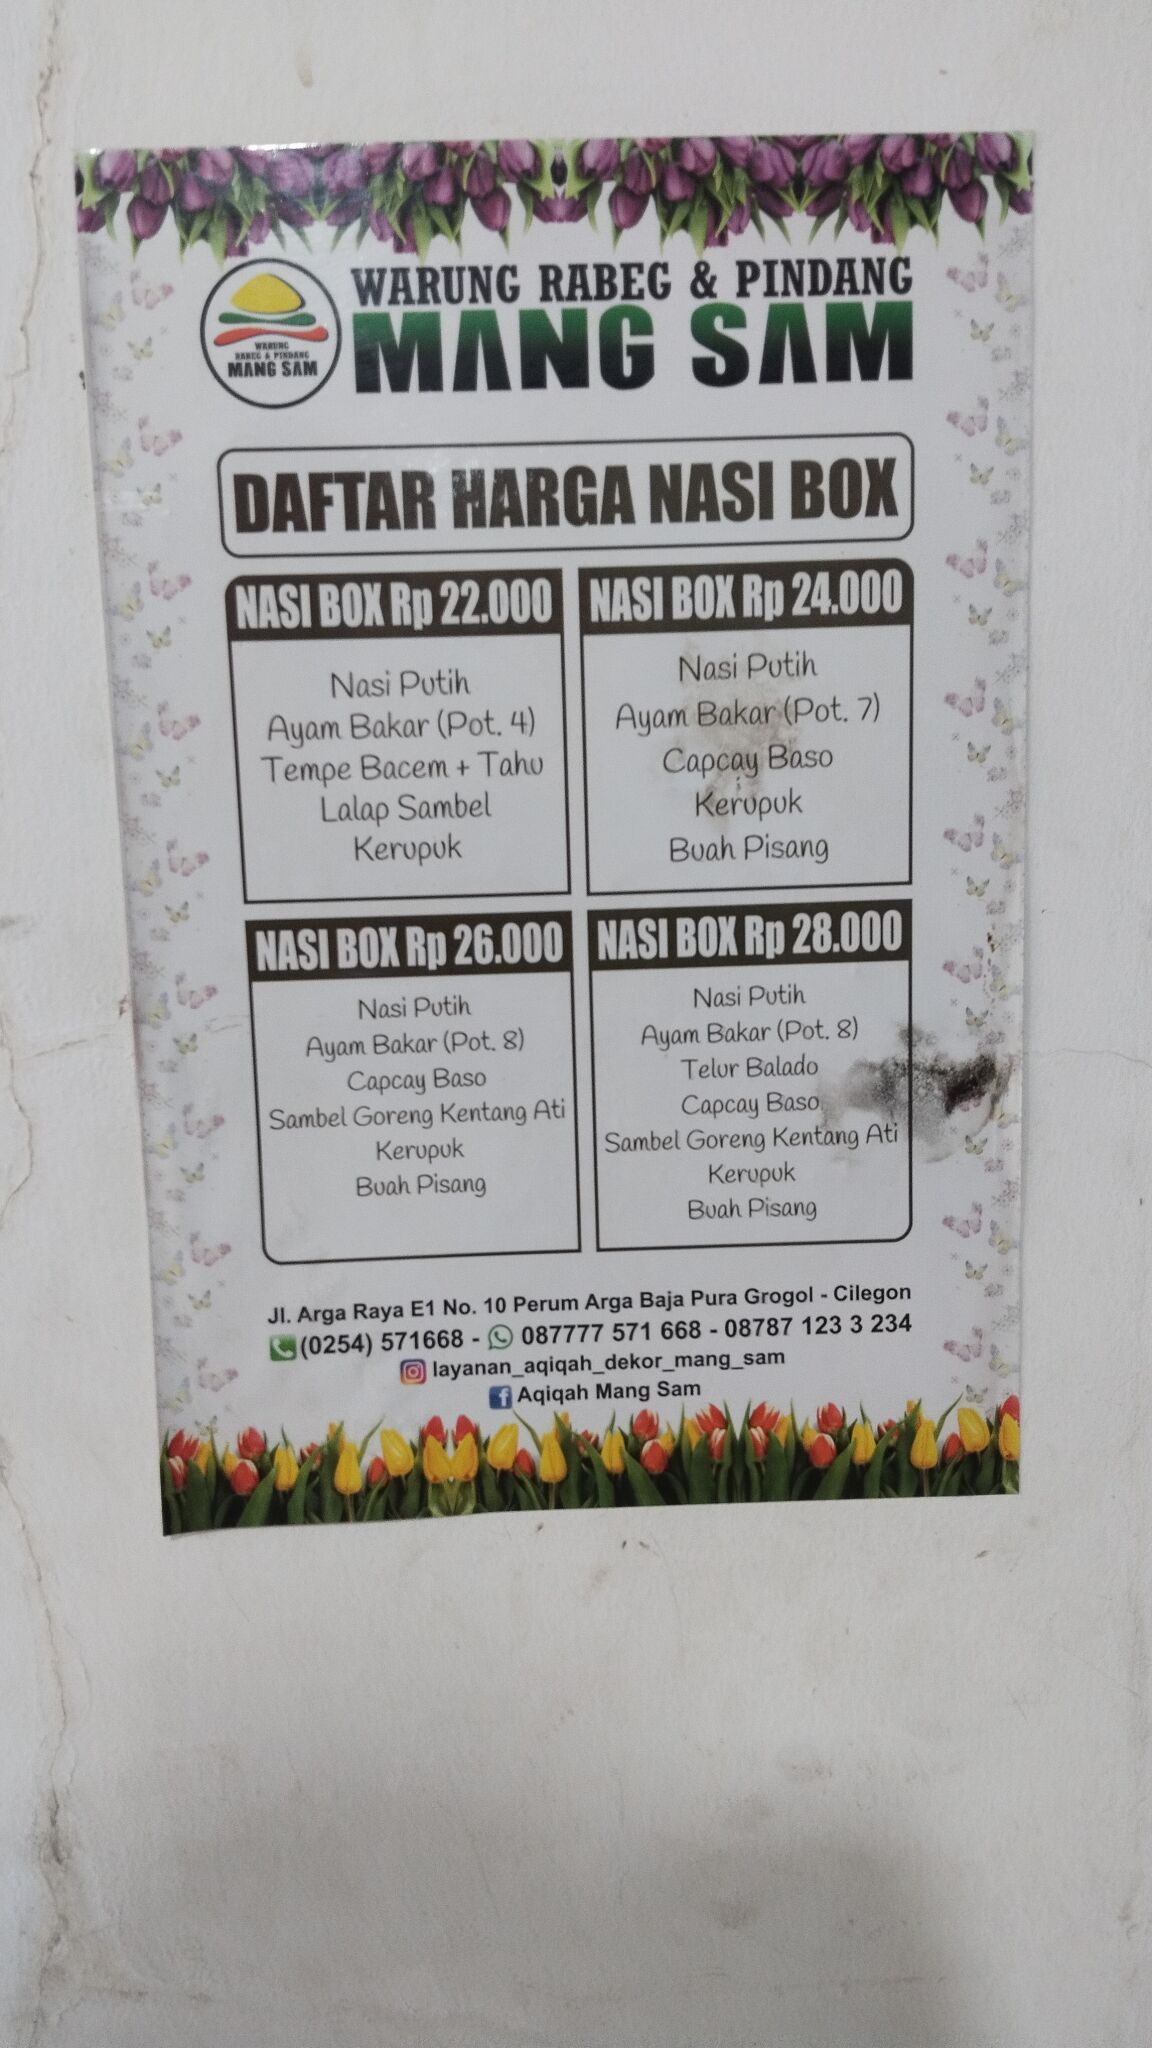 WARUNG RABEG & PINDANG
MANG SAM
WARUNG
RABEG & PINDANG
MANG SAM
DAFTAR HARGA NASI BOX
NASI BOX Rp 22.000
Nasi Putih
Ayam Bakar (Pot. 4)
Tempe Bacem + Tahu
Lalap Sambel
Kerupuk
NASI BOX Rp 24.000
Nasi Putih
Ayam Bakar (Pot. 7)
Capcay Baso
Kerupuk
Buah Pisang
NASI BOX Rp 26.000
Nasi Putih
Ayam Bakar (Pot. 8)
Capcay Baso
Sambel Goreng Kentang Ati
Kerupuk
Buah Pisang
NASI BOX Rp 28.000
Nasi Putih
Ayam Bakar (Pot. 8)
Telur Balado
Capcay Baso
Sambel Goreng Kentang Ati
Kerupuk
Buah Pisang
Jl. Arga Raya E1 No. 10 Perum Arga Baja Pura Grogol - Cilegon
(0254) 571668 - 087777 571 668 - 08787 123 3 234
layanan_aqiqah_dekor_mang_sam
Aqiqah Mang Sam